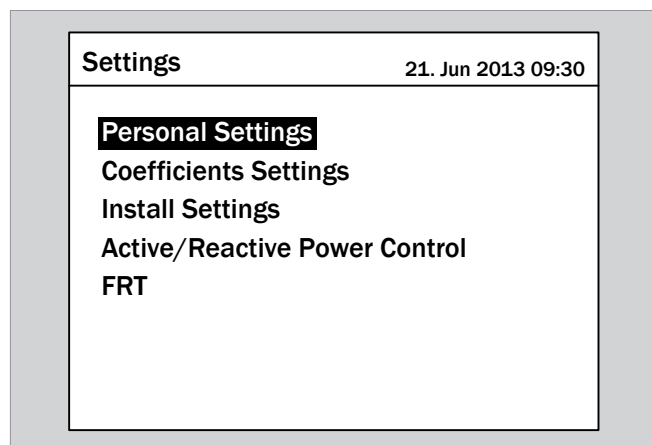 Settings
21. Jun 2013 09:30
Personal Settings
Coefficients Settings
Install Settings
Active/Reactive Power Control
FRT